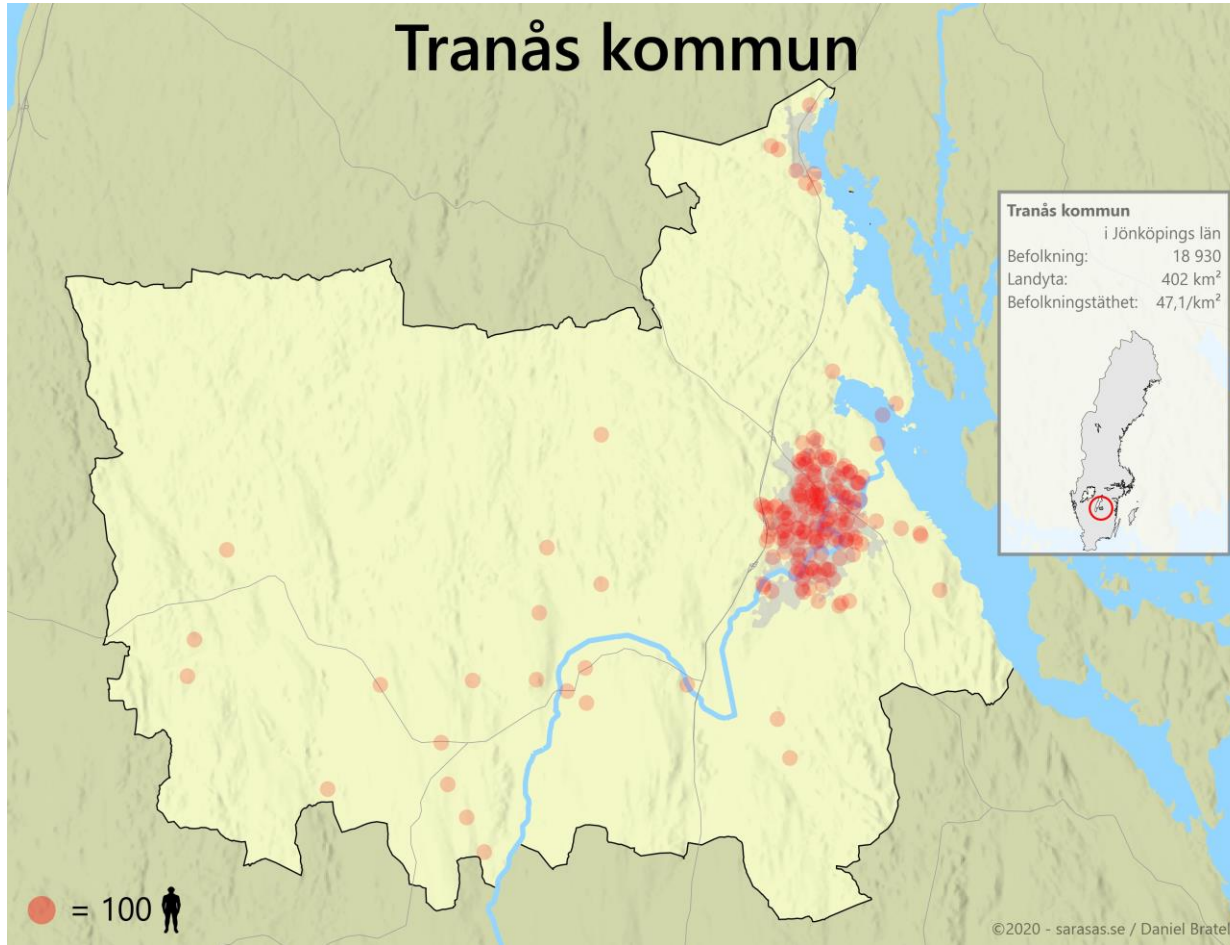 Tranås kommun
Tranås kommun
i Jönköpings län
Befolkning: 18 930
Landyta: 402 km²
Befolkningstäthet: 47,1/km²
= 100
©2020 - sarasas.se / Daniel Bratel